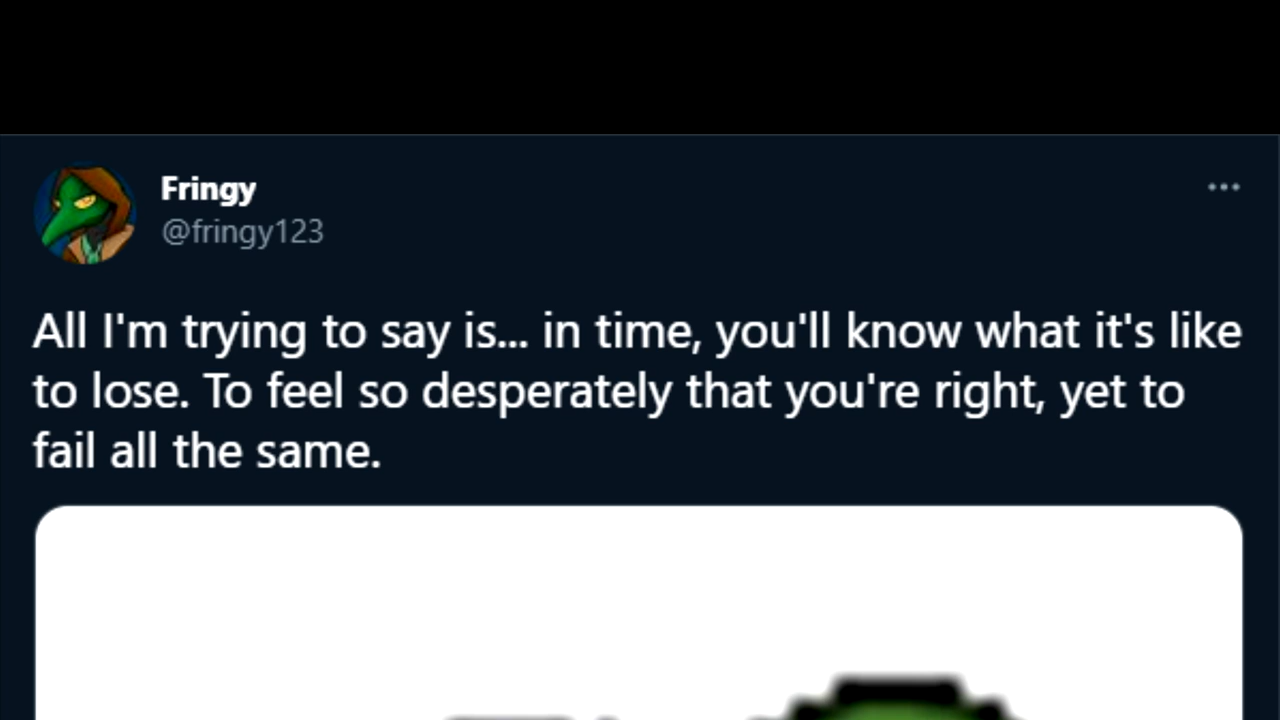 Fringy
@fringy123
All I'm trying to say is... in time, you'll know what it's like
to lose. To feel so desperately that you're right, yet to
fail all the same.